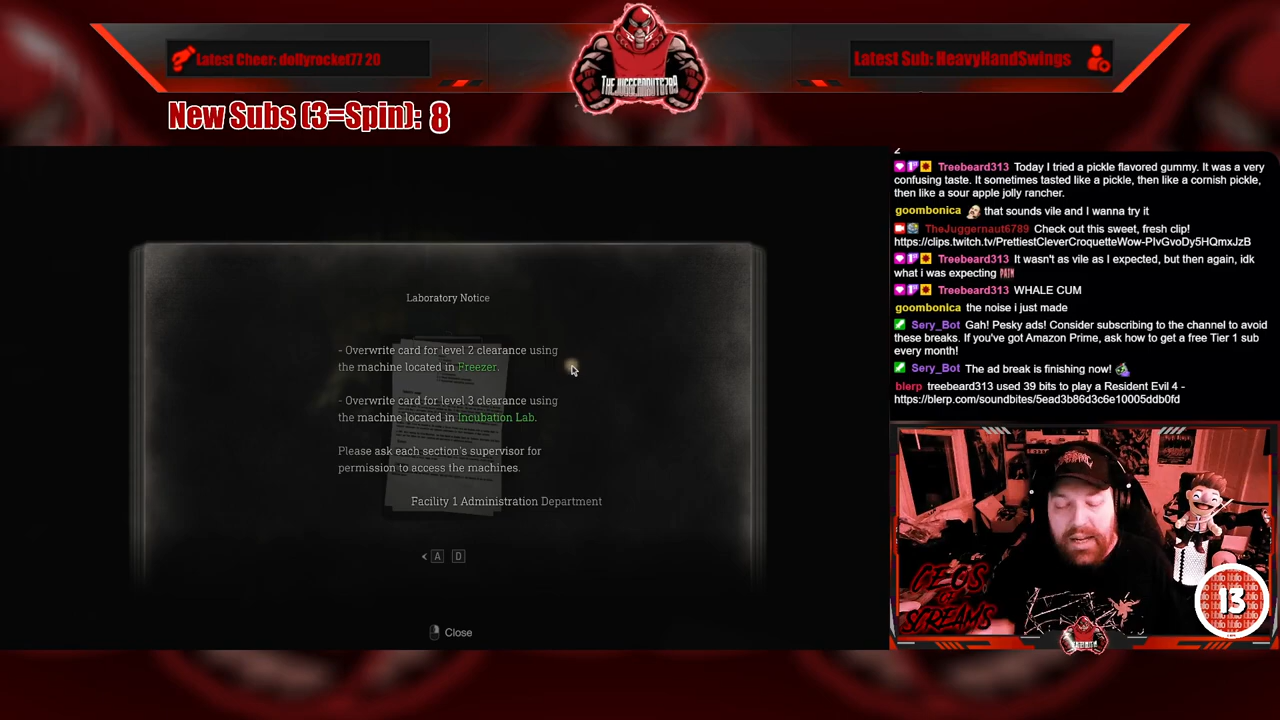 Latest Cheer: dollyrocket77 20
THEJUGGERNAUT6789
Latest Sub: HeavyHandSwings
New Subs (3=Spin): 8
Laboratory Notice
- Overwrite card for level 2 clearance using
the machine located in Freezer.
- Overwrite card for level 3 clearance using
the machine located in Incubation Lab.
Please ask each section's supervisor for
permission to access the machines.
Facility 1 Administration Department
< A D
Close
Treebeard313 Today I tried a pickle flavored gummy. It was a very
confusing taste. It sometimes tasted like a pickle, then like a cornish pickle,
then like a sour apple jolly rancher.
goombonica that sounds vile and I wanna try it
TheJuggernaut6789 Check out this sweet, fresh clip!
https://clips.twitch.tv/PrettiestCleverCroquetteWow-PIvGvoDy5HQmxJzB
Treebeard313 It wasn't as vile as I expected, but then again, idk
what i was expecting PAIN
Treebeard313 WHALE CUM
goombonica the noise i just made
Sery_Bot Gah! Pesky ads! Consider subscribing to the channel to avoid
these breaks. If you've got Amazon Prime, ask how to get a free Tier 1 sub
every month!
Sery_Bot The ad break is finishing now!
blerp treebeard313 used 39 bits to play a Resident Evil 4 -
https://blerp.com/soundbites/5ead3b86d3c6e10005ddb0fd
SCREAMS
13